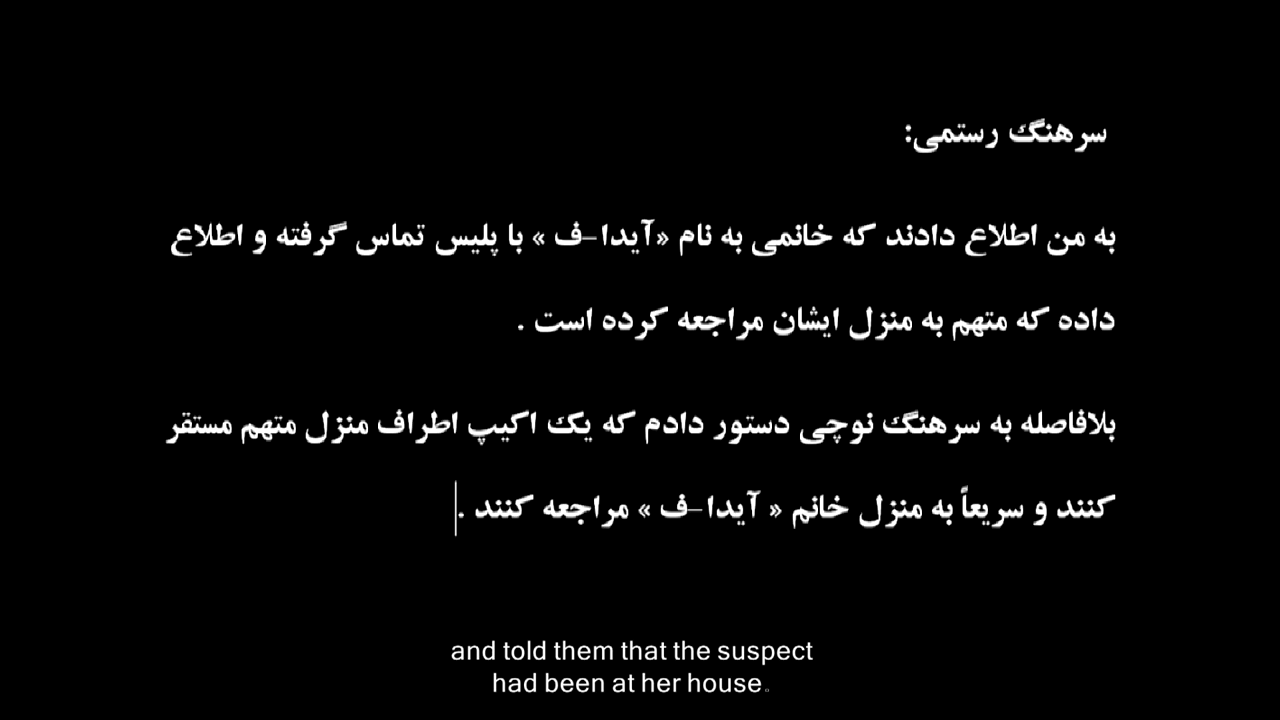 سرهنگ رستمی:
به من اطلاع دادند که خانمی به نام «آیدا-ف » با پلیس تماس گرفته و اطلاع
داده که متهم به منزل ایشان مراجعه کرده است .
بلافاصله به سرهنگ نوچی دستور دادم که یک اکیپ اطراف منزل متهم مستقر
کنند و سریعاً به منزل خانم « آیدا-ف » مراجعه کنند .
and told them that the suspect
had been at her house.